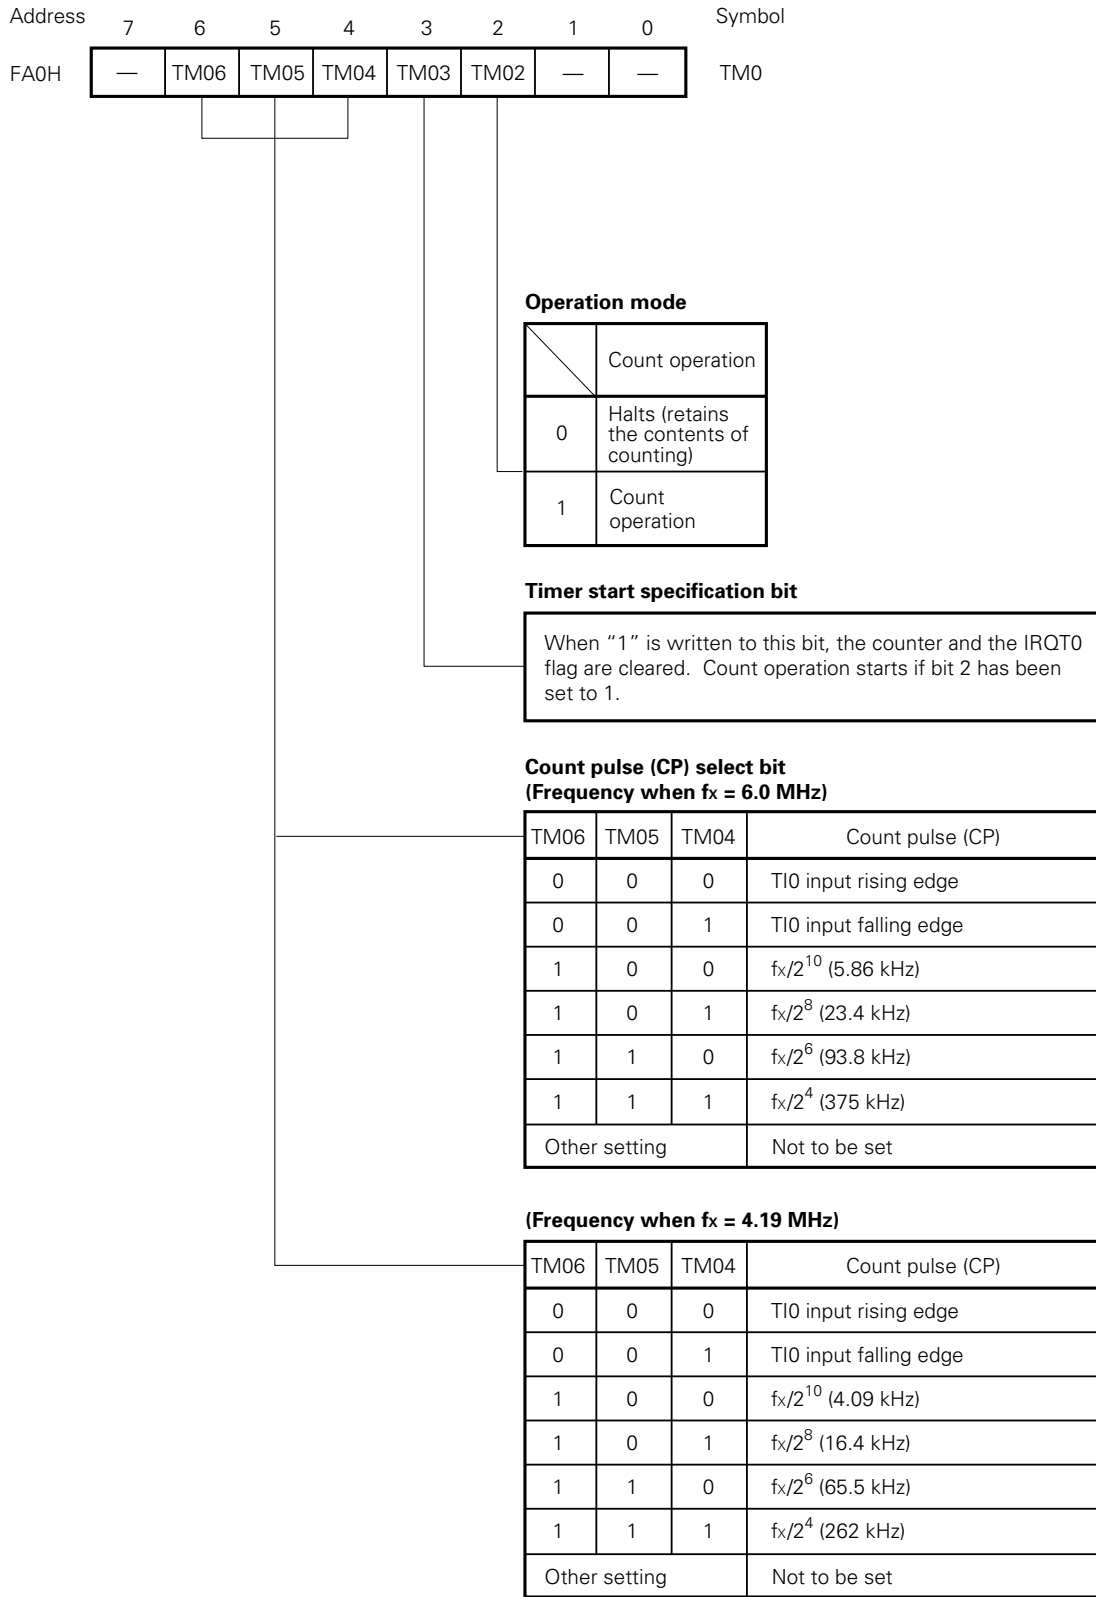 Address 7 6 5 4 3 2 1 0 Symbol
FA0H — TM06 TM05 TM04 TM03 TM02 — — TM0
Operation mode
Count operation
0 Halts (retains
the contents of
counting)
1 Count
operation
Timer start specification bit
When “1” is written to this bit, the counter and the IRQT0
flag are cleared. Count operation starts if bit 2 has been
set to 1.
Count pulse (CP) select bit
(Frequency when fx = 6.0 MHz)
TM06 TM05 TM04 Count pulse (CP)
0 0 0 TI0 input rising edge
0 0 1 TI0 input falling edge
1 0 0 fx/2^10 (5.86 kHz)
1 0 1 fx/2^8 (23.4 kHz)
1 1 0 fx/2^6 (93.8 kHz)
1 1 1 fx/2^4 (375 kHz)
Other setting Not to be set
(Frequency when fx = 4.19 MHz)
TM06 TM05 TM04 Count pulse (CP)
0 0 0 TI0 input rising edge
0 0 1 TI0 input falling edge
1 0 0 fx/2^10 (4.09 kHz)
1 0 1 fx/2^8 (16.4 kHz)
1 1 0 fx/2^6 (65.5 kHz)
1 1 1 fx/2^4 (262 kHz)
Other setting Not to be set